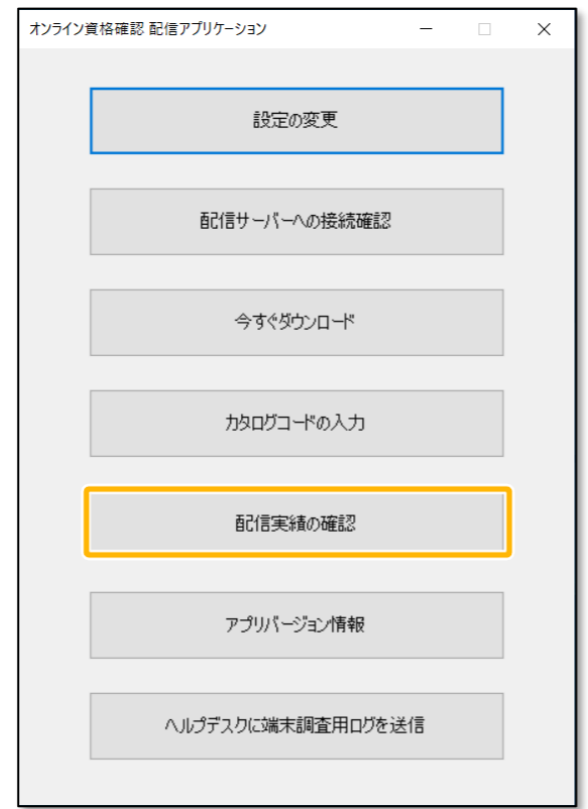 オンライン資格確認 配信アプリケーション
設定の変更
配信サーバーへの接続確認
今すぐダウンロード
カタログコードの入力
配信実績の確認
アプリバージョン情報
ヘルプデスクに端末調査用ログを送信